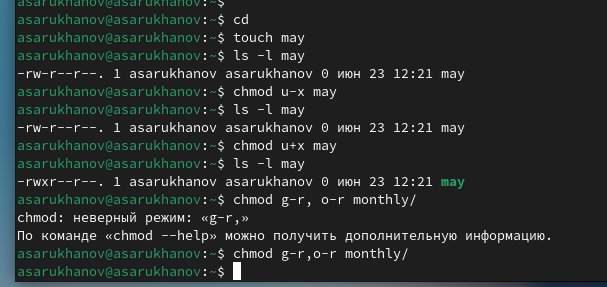 asarukhanov@asarukhanov:~$
asarukhanov@asarukhanov:~$ cd
asarukhanov@asarukhanov:~$ touch may
asarukhanov@asarukhanov:~$ ls -l may
-rw-r--r--. 1 asarukhanov asarukhanov 0 июн 23 12:21 may
asarukhanov@asarukhanov:~$ chmod u-x may
asarukhanov@asarukhanov:~$ ls -l may
-rw-r--r--. 1 asarukhanov asarukhanov 0 июн 23 12:21 may
asarukhanov@asarukhanov:~$ chmod u+x may
asarukhanov@asarukhanov:~$ ls -l may
-rwxr--r--. 1 asarukhanov asarukhanov 0 июн 23 12:21 may
asarukhanov@asarukhanov:~$ chmod g-r, o-r monthly/
chmod: неверный режим: «g-r,»
По команде «chmod --help» можно получить дополнительную информацию.
asarukhanov@asarukhanov:~$ chmod g-r,o-r monthly/
asarukhanov@asarukhanov:~$